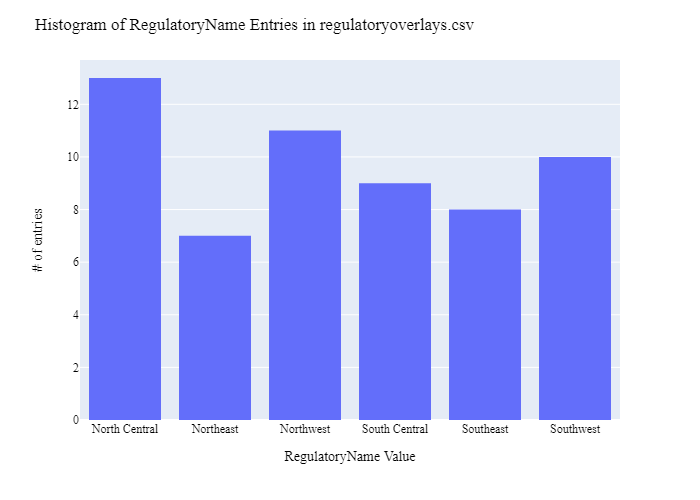 Histogram of RegulatoryName Entries in regulatoryoverlays.csv
12
10
8
6
4
2
0
# of entries
North Central Northeast Northwest South Central Southeast Southwest
RegulatoryName Value